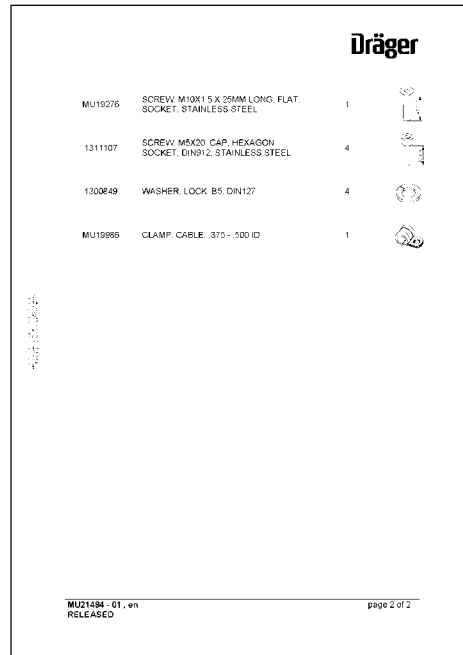 Dräger
MU19276 SCREW, M10X1.5 X 25MM LONG, FLAT, 1
SOCKET, STAINLESS STEEL
1311107 SCREW, M5X20 CAP, HEXAGON 4
SOCKET, DIN912, STAINLESS STEEL
1300849 WASHER, LOCK B5, DIN127 4
MU19986 CLAMP, CABLE, .375 - .500 ID 1
MU21484 - 01 , en page 2 of 2
RELEASED